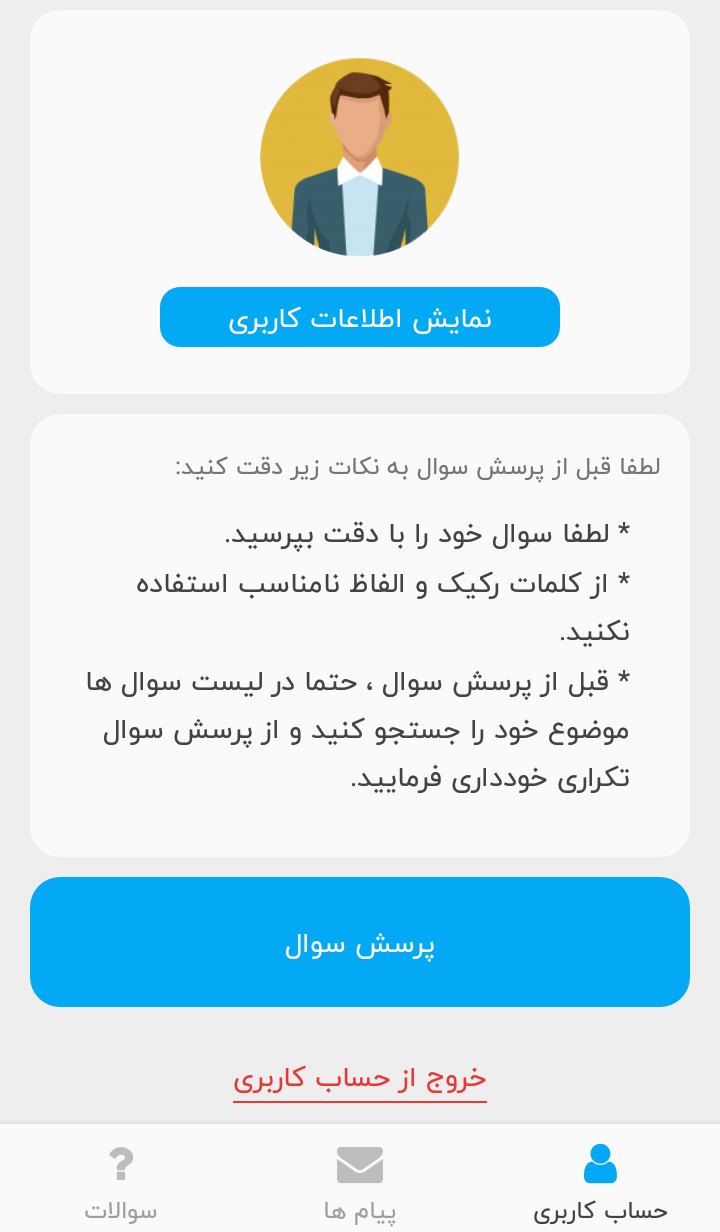 نمایش اطلاعات کاربری
لطفا قبل از پرسش سوال به نکات زیر دقت کنید:
* لطفا سوال خود را با دقت بپرسید.
* از کلمات رکیک و الفاظ نامناسب استفاده
نکنید.
* قبل از پرسش سوال ، حتما در لیست سوال ها
موضوع خود را جستجو کنید و از پرسش سوال
تکراری خودداری فرمایید.
پرسش سوال
خروج از حساب کاربری
حساب کاربری
پیام ها
سوالات